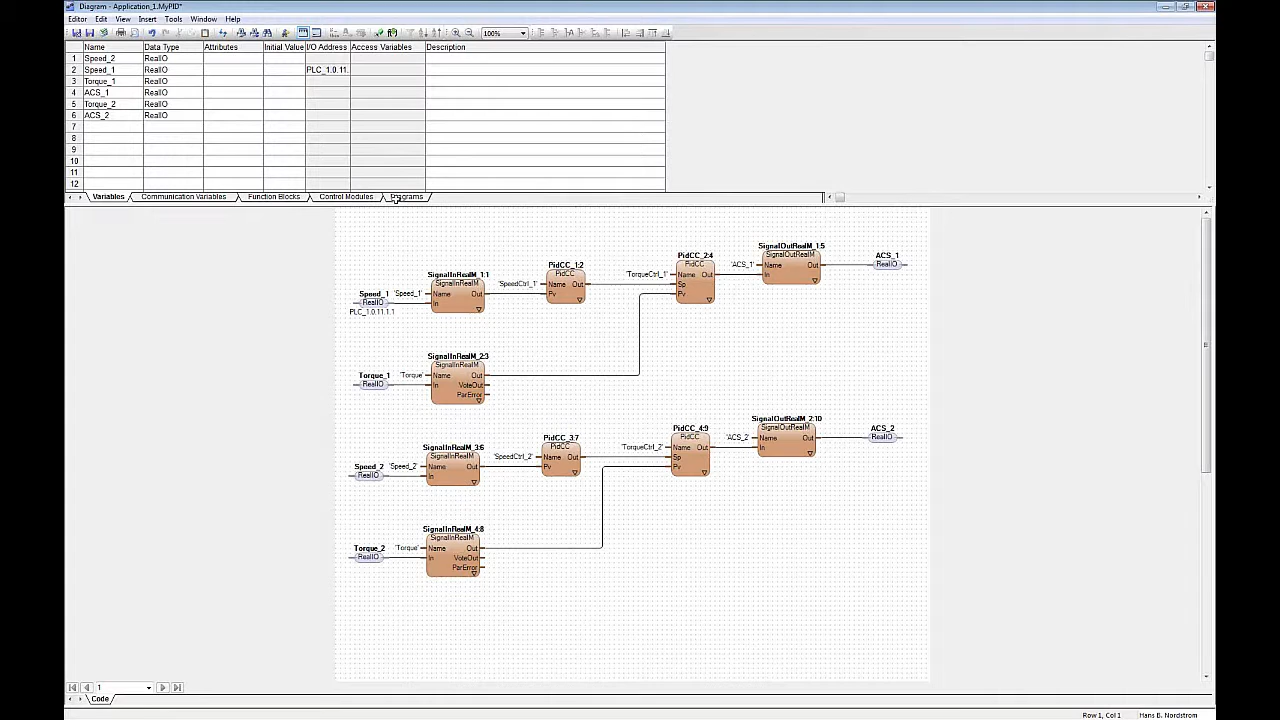 Diagram - Application_1.MyPID*
Editor Edit View Insert Tools Window Help
100%
Name Data Type Attributes Initial Value I/O Address Access Variables Description
1 Speed_2 RealIO
2 Speed_1 RealIO PLC_1.0.11.
3 Torque_1 RealIO
4 ACS_1 RealIO
5 Torque_2 RealIO
6 ACS_2 RealIO
7
8
9
10
11
12
Variables Communication Variables Function Blocks Control Modules Diagrams
SignalInRealM_1:1
SignalInRealM
Speed_1 'Speed_1' Name Out
RealIO In
PLC_1.0.11.1.1
PidCC_1:2
PidCC
'SpeedCtrl_1' Name Out
Pv
PidCC_2:4
PidCC
'TorqueCtrl_1' Name Out
Sp
Pv
SignalOutRealM_1:5
SignalOutRealM
'ACS_1' Name Out
In
ACS_1
RealIO
SignalInRealM_2:3
SignalInRealM
Torque_1 'Torque' Name Out
RealIO In VoteOut
ParError
SignalInRealM_3:6
SignalInRealM
Speed_2 'Speed_2' Name Out
RealIO In
PidCC_3:7
PidCC
'SpeedCtrl_2' Name Out
Pv
PidCC_4:9
PidCC
'TorqueCtrl_2' Name Out
Sp
Pv
SignalOutRealM_2:10
SignalOutRealM
'ACS_2' Name Out
In
ACS_2
RealIO
SignalInRealM_4:8
SignalInRealM
Torque_2 'Torque' Name Out
RealIO In VoteOut
ParError
1
Code
Row 1, Col 1 Hans B. Nordstrom